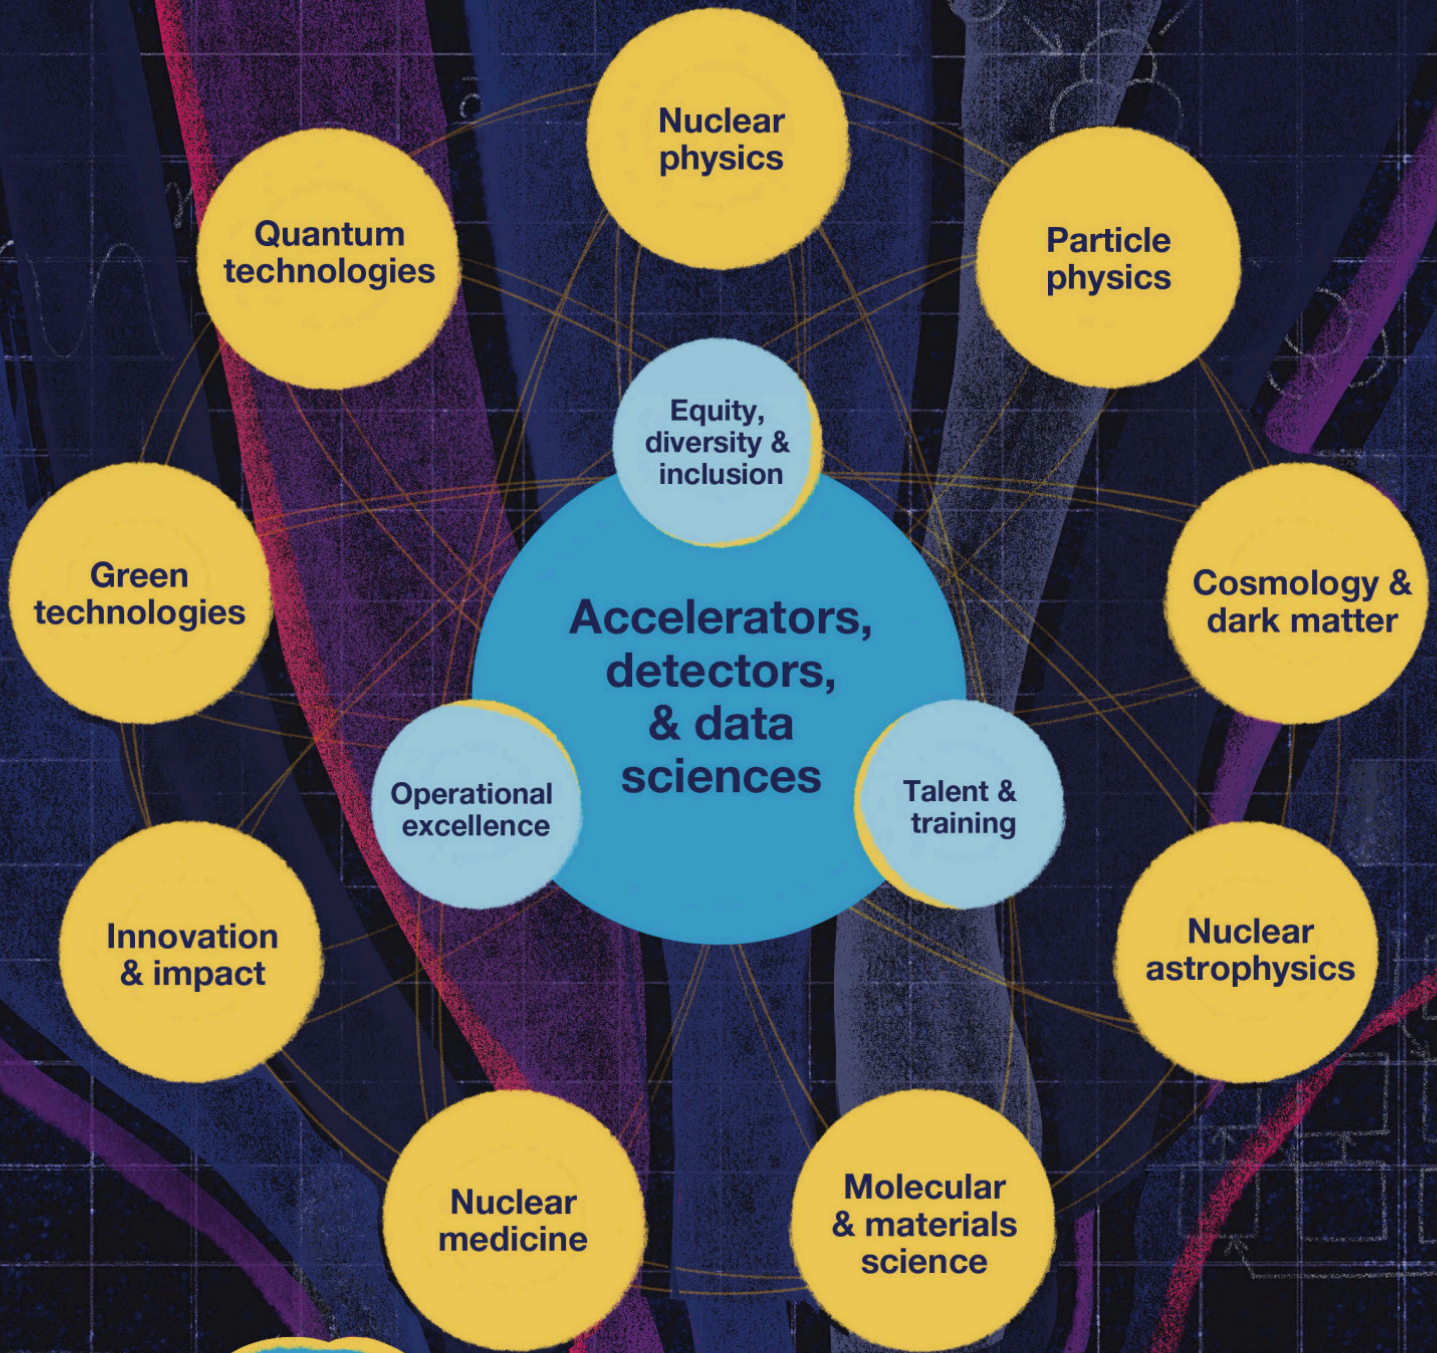 Nuclear
physics
Quantum
technologies
Particle
physics
Equity,
diversity &
inclusion
Green
technologies
Accelerators,
detectors,
& data
sciences
Cosmology &
dark matter
Operational
excellence
Talent &
training
Innovation
& impact
Nuclear
astrophysics
Nuclear
medicine
Molecular
& materials
science